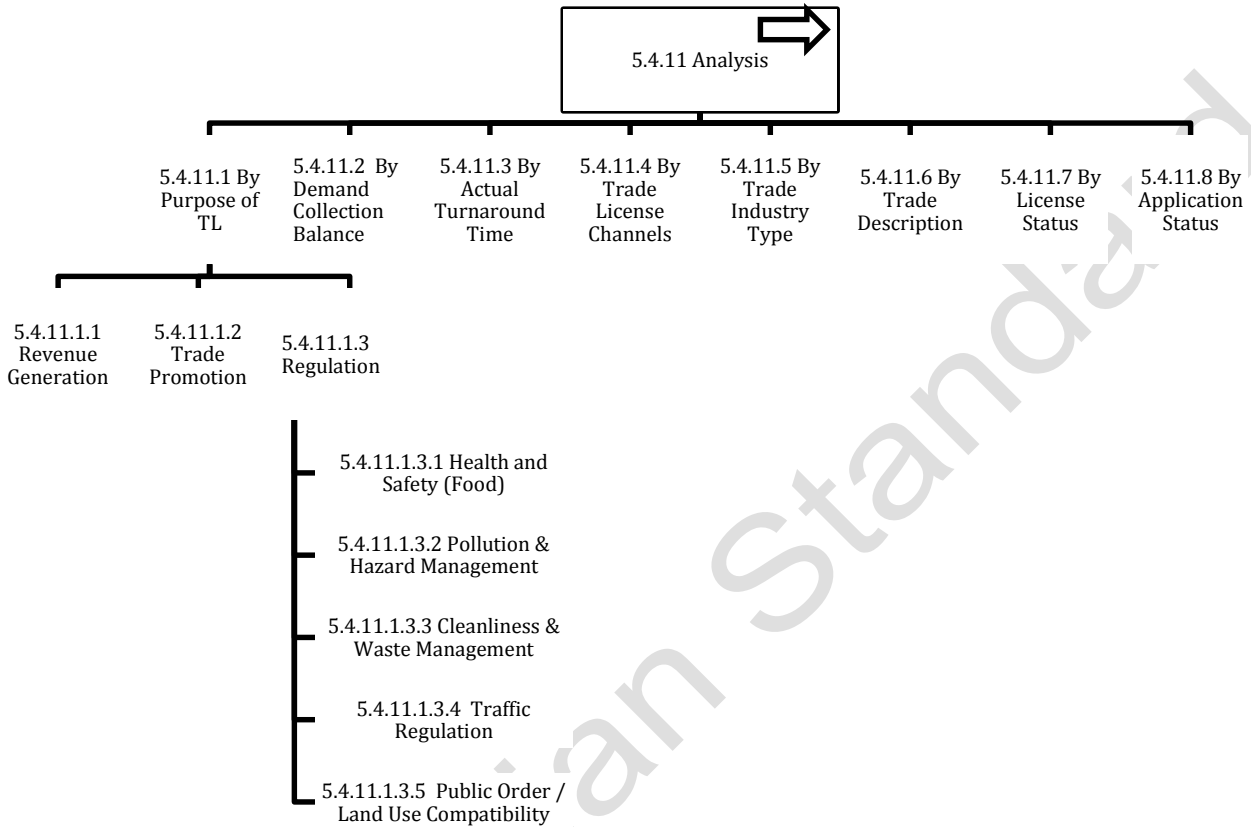 5.4.11 Analysis
5.4.11.1 By
Purpose of
TL
5.4.11.2 By
Demand
Collection
Balance
5.4.11.3 By
Actual
Turnaround
Time
5.4.11.4 By
Trade
License
Channels
5.4.11.5 By
Trade
Industry
Type
5.4.11.6 By
Trade
Description
5.4.11.7 By
License
Status
5.4.11.8 By
Application
Status
5.4.11.1.1
Revenue
Generation
5.4.11.1.2
Trade
Promotion
5.4.11.1.3
Regulation
5.4.11.1.3.1 Health and
Safety (Food)
5.4.11.1.3.2 Pollution &
Hazard Management
5.4.11.1.3.3 Cleanliness &
Waste Management
5.4.11.1.3.4 Traffic
Regulation
5.4.11.1.3.5 Public Order /
Land Use Compatibility